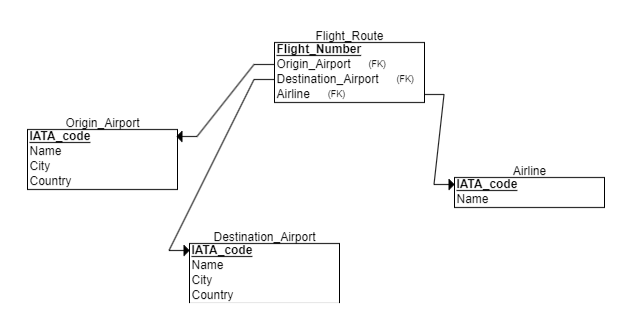 Flight_Route
Flight_Number
Origin_Airport (FK)
Destination_Airport (FK)
Airline (FK)
Origin_Airport
IATA_code
Name
City
Country
Airline
IATA_code
Name
Destination_Airport
IATA_code
Name
City
Country